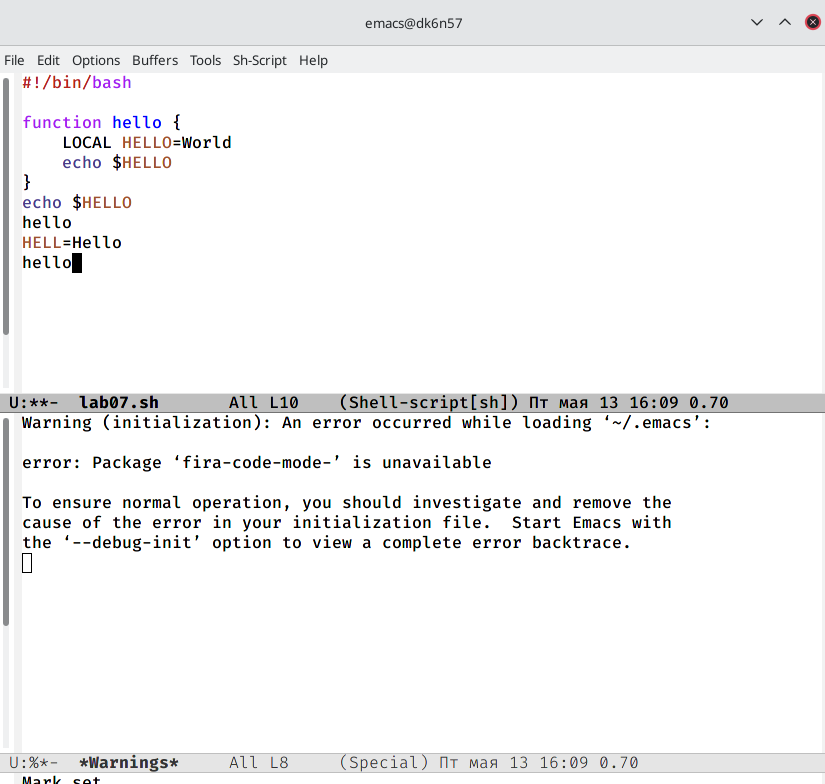 emacs@dk6n57
File Edit Options Buffers Tools Sh-Script Help
#!/bin/bash
function hello {
    LOCAL HELLO=World
    echo $HELLO
}
echo $HELLO
hello
HELL=Hello
hello
U:**-  lab07.sh       All L10    (Shell-script[sh]) Пт мая 13 16:09 0.70
Warning (initialization): An error occurred while loading ‘~/.emacs’:
error: Package ‘fira-code-mode-’ is unavailable
To ensure normal operation, you should investigate and remove the
cause of the error in your initialization file.  Start Emacs with
the ‘--debug-init’ option to view a complete error backtrace.
U:%*-  *Warnings*     All L8     (Special) Пт мая 13 16:09 0.70
Mark set